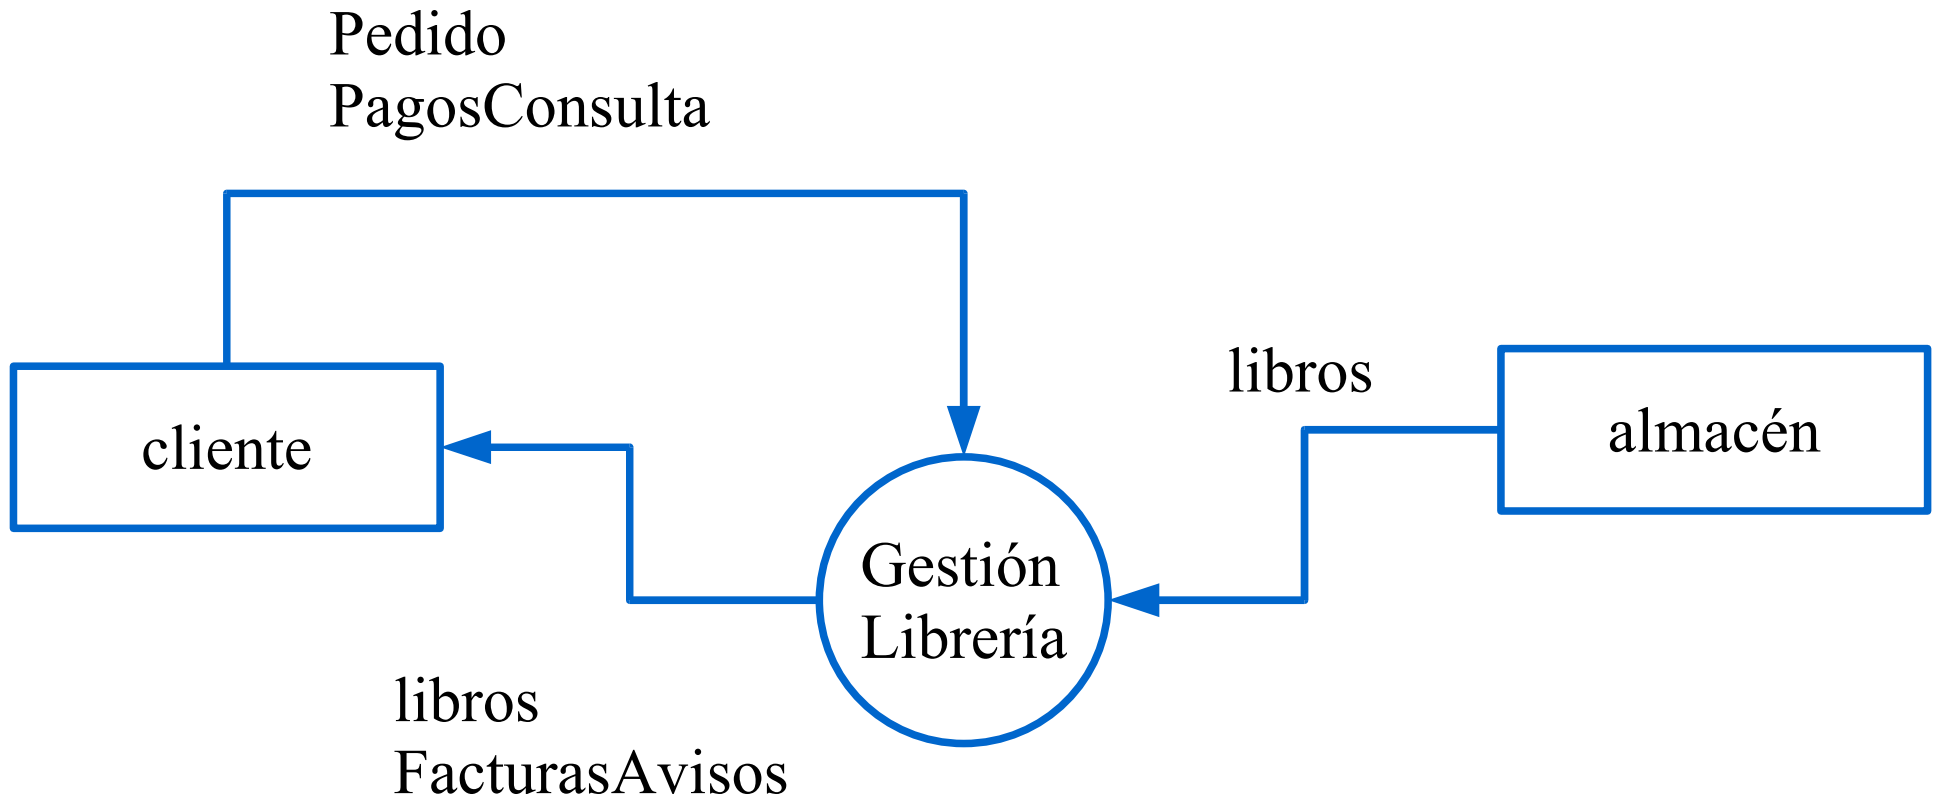 Pedido
PagosConsulta
cliente
libros
almacén
Gestión
Librería
libros
FacturasAvisos